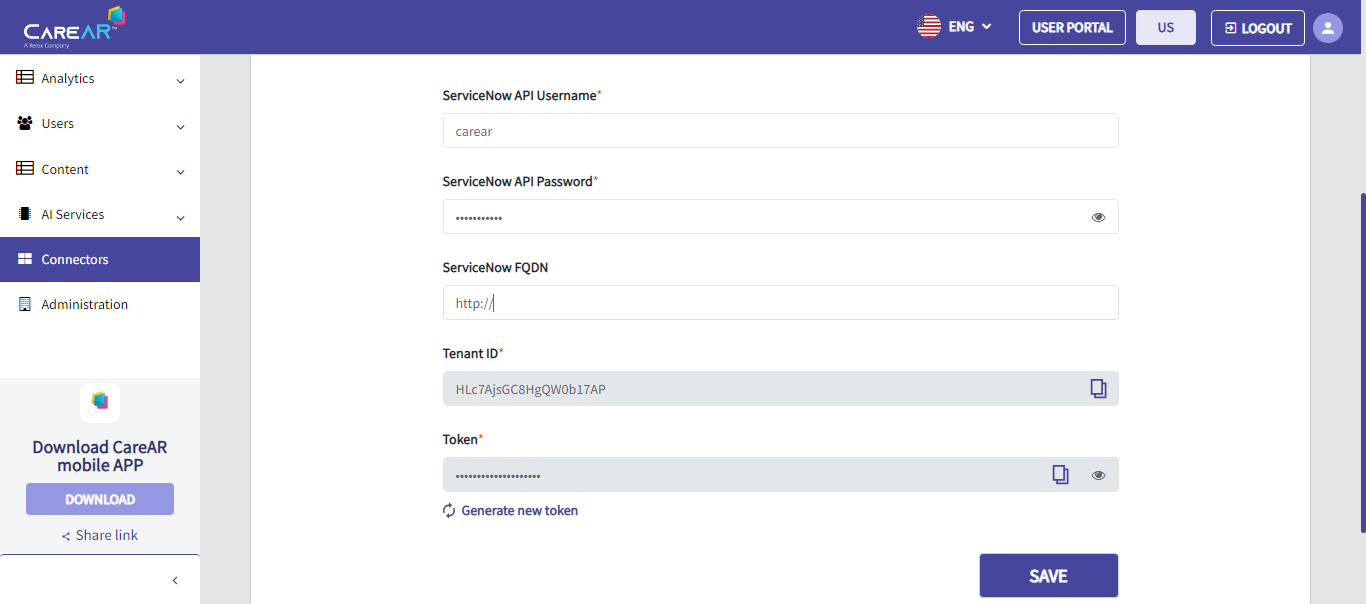 CAREAR™
A Xerox Company
ENG
USER PORTAL
US
LOGOUT
Analytics
Users
Content
AI Services
Connectors
Administration
Download CareAR
mobile APP
DOWNLOAD
Share link
ServiceNow API Username*
carear
ServiceNow API Password*
•••••••••••
ServiceNow FQDN
http://
Tenant ID*
HLc7AjsGC8HgQW0b17AP
Token*
••••••••••••••••••••
Generate new token
SAVE